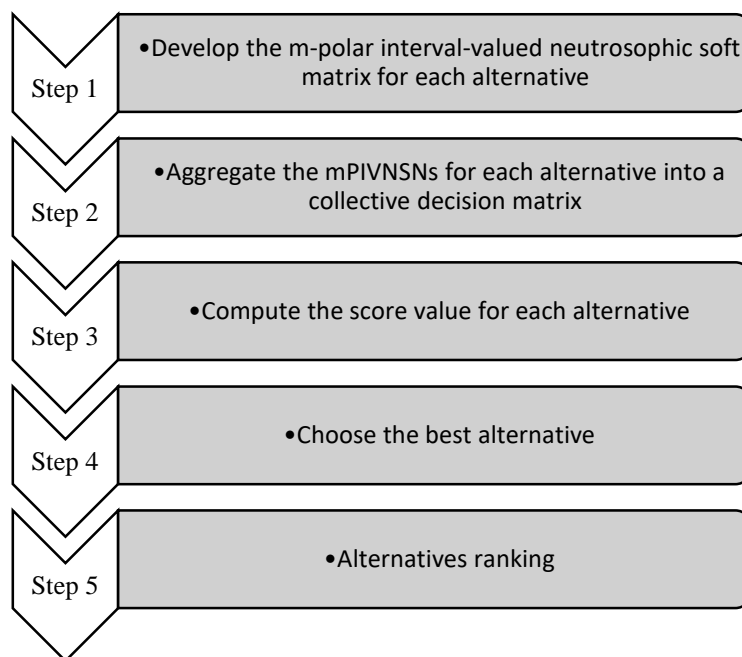 Step 1
•Develop the m-polar interval-valued neutrosophic soft
matrix for each alternative
Step 2
•Aggregate the mPIVNSNs for each alternative into a
collective decision matrix
Step 3
•Compute the score value for each alternative
Step 4
•Choose the best alternative
Step 5
•Alternatives ranking